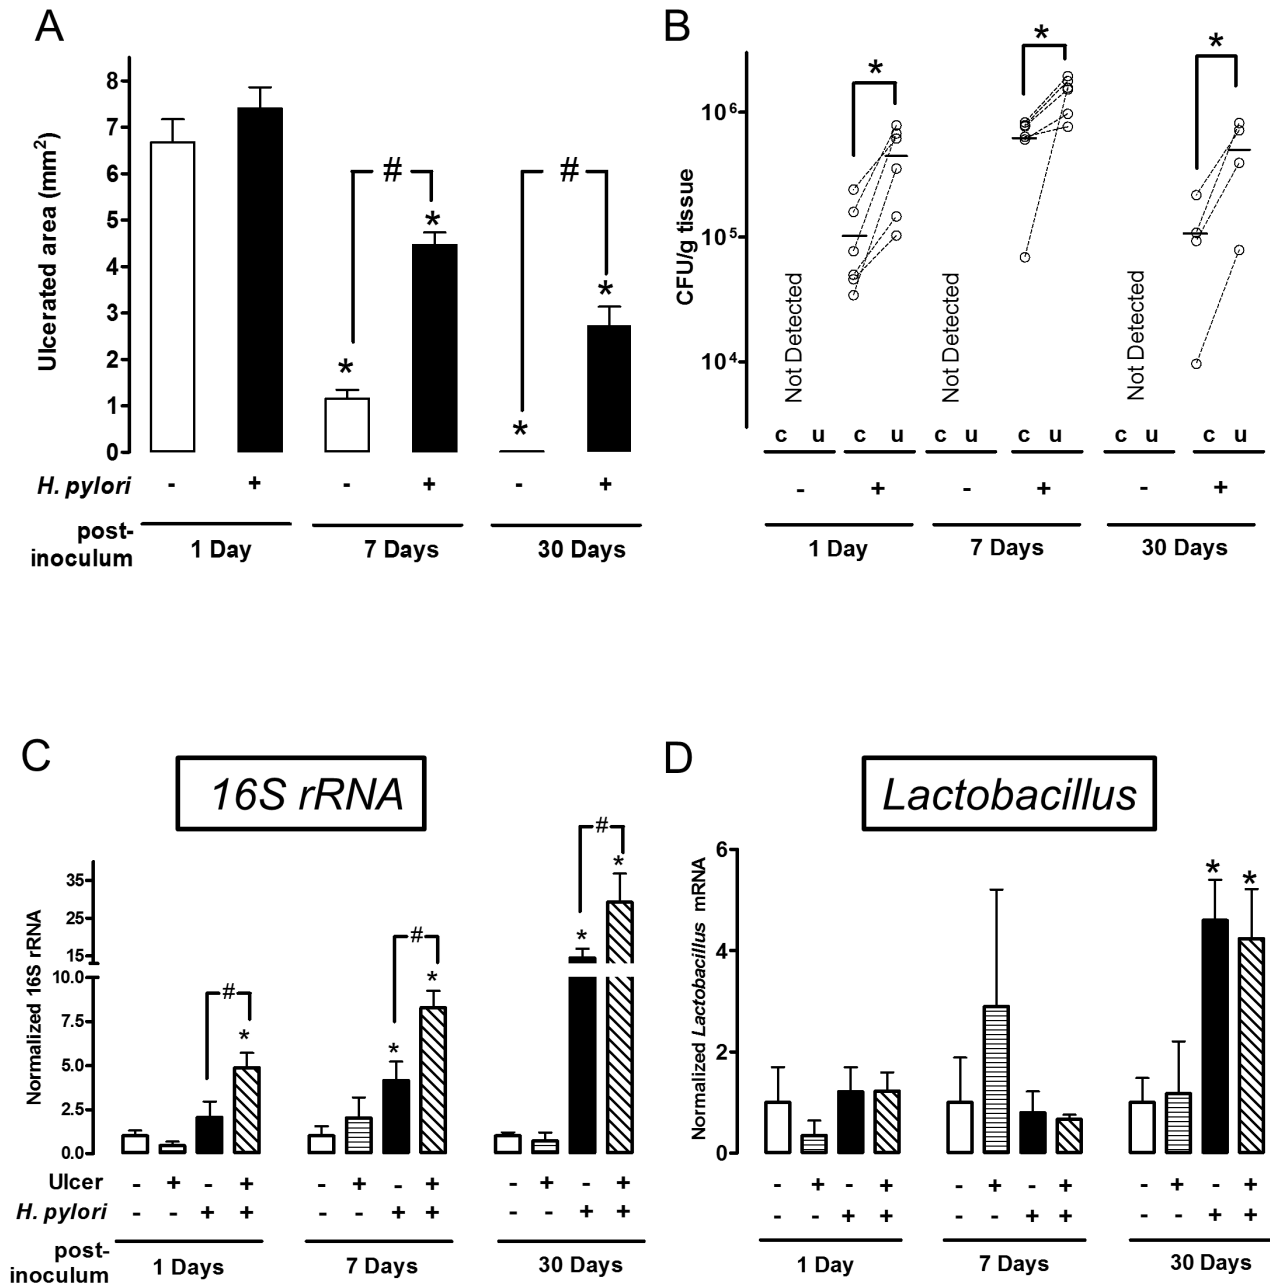 A
Ulcerated area (mm²)
8
7
6
5
4
3
2
1
0
# #
* * * *
H. pylori - + - + - +
post-
inoculum 1 Day 7 Days 30 Days
B
CFU/g tissue
10⁶
10⁵
10⁴
* * *
Not Detected Not Detected Not Detected
c u c u c u c u c u c u
- + - + - +
1 Day 7 Days 30 Days
C
16S rRNA
Normalized 16S rRNA
35
25
15
10.0
7.5
5.0
2.5
0.0
# # #
* * * * *
Ulcer - + - + - + - + - + - +
H. pylori - - + + - - + + - - + +
post-
inoculum 1 Days 7 Days 30 Days
D
Lactobacillus
Normalized Lactobacillus mRNA
6
4
2
0
* *
- + - + - + - + - + - +
- - + + - - + + - - + +
1 Day 7 Days 30 Days